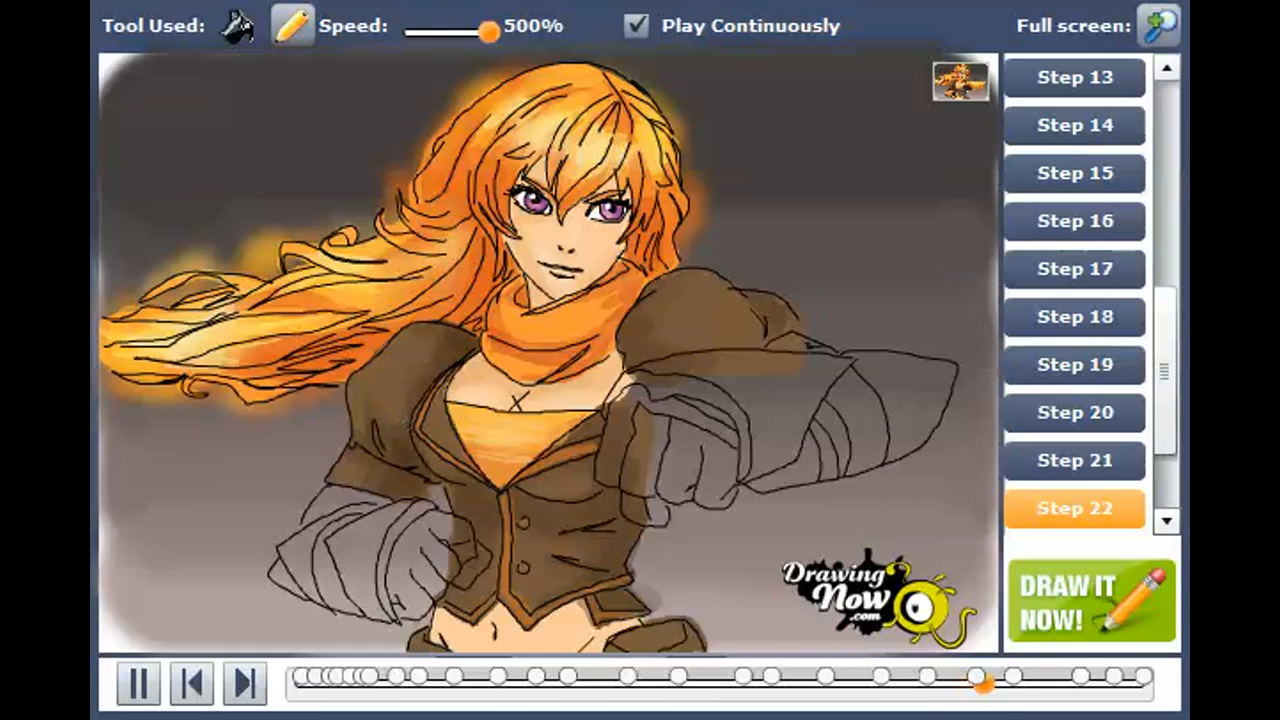 Tool Used:
Speed:
500%
Play Continuously
Full screen:
Step 13
Step 14
Step 15
Step 16
Step 17
Step 18
Step 19
Step 20
Step 21
Step 22
Drawing
Now
.com
DRAW IT
NOW!